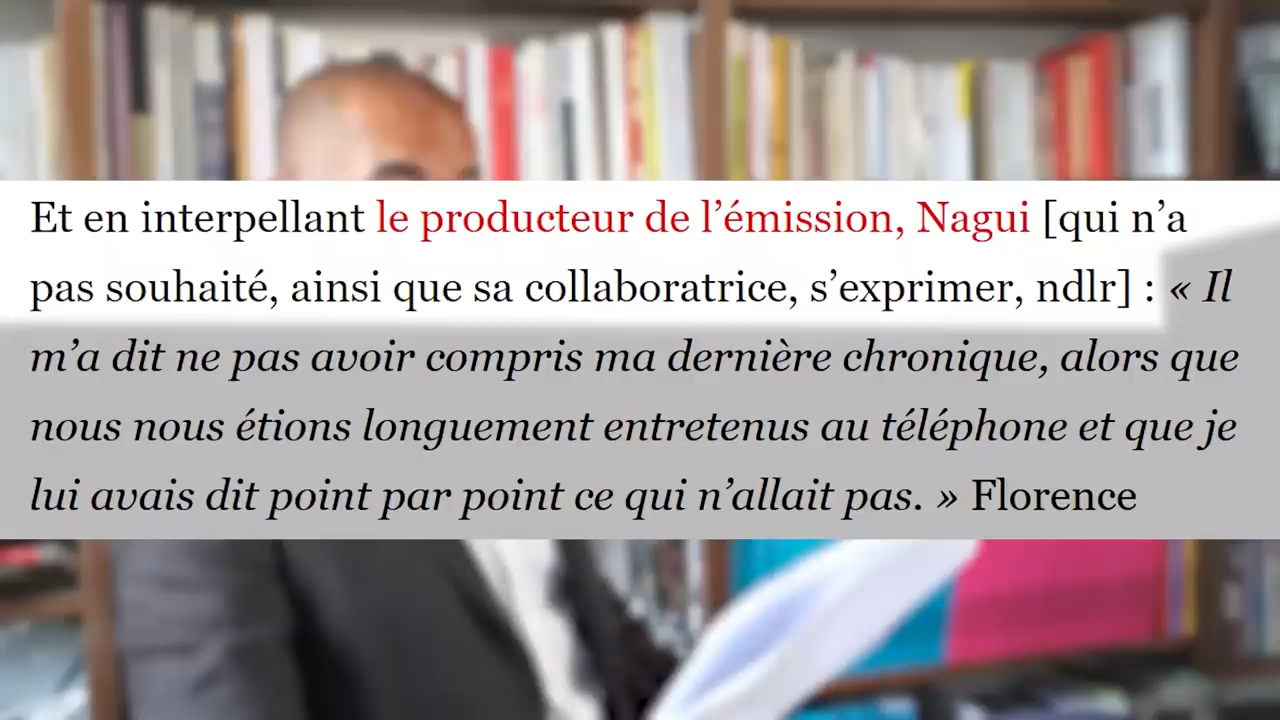 Et en interpellant le producteur de l’émission, Nagui [qui n’a
pas souhaité, ainsi que sa collaboratrice, s’exprimer, ndlr] : « Il
m’a dit ne pas avoir compris ma dernière chronique, alors que
nous nous étions longuement entretenus au téléphone et que je
lui avais dit point par point ce qui n’allait pas. » Florence